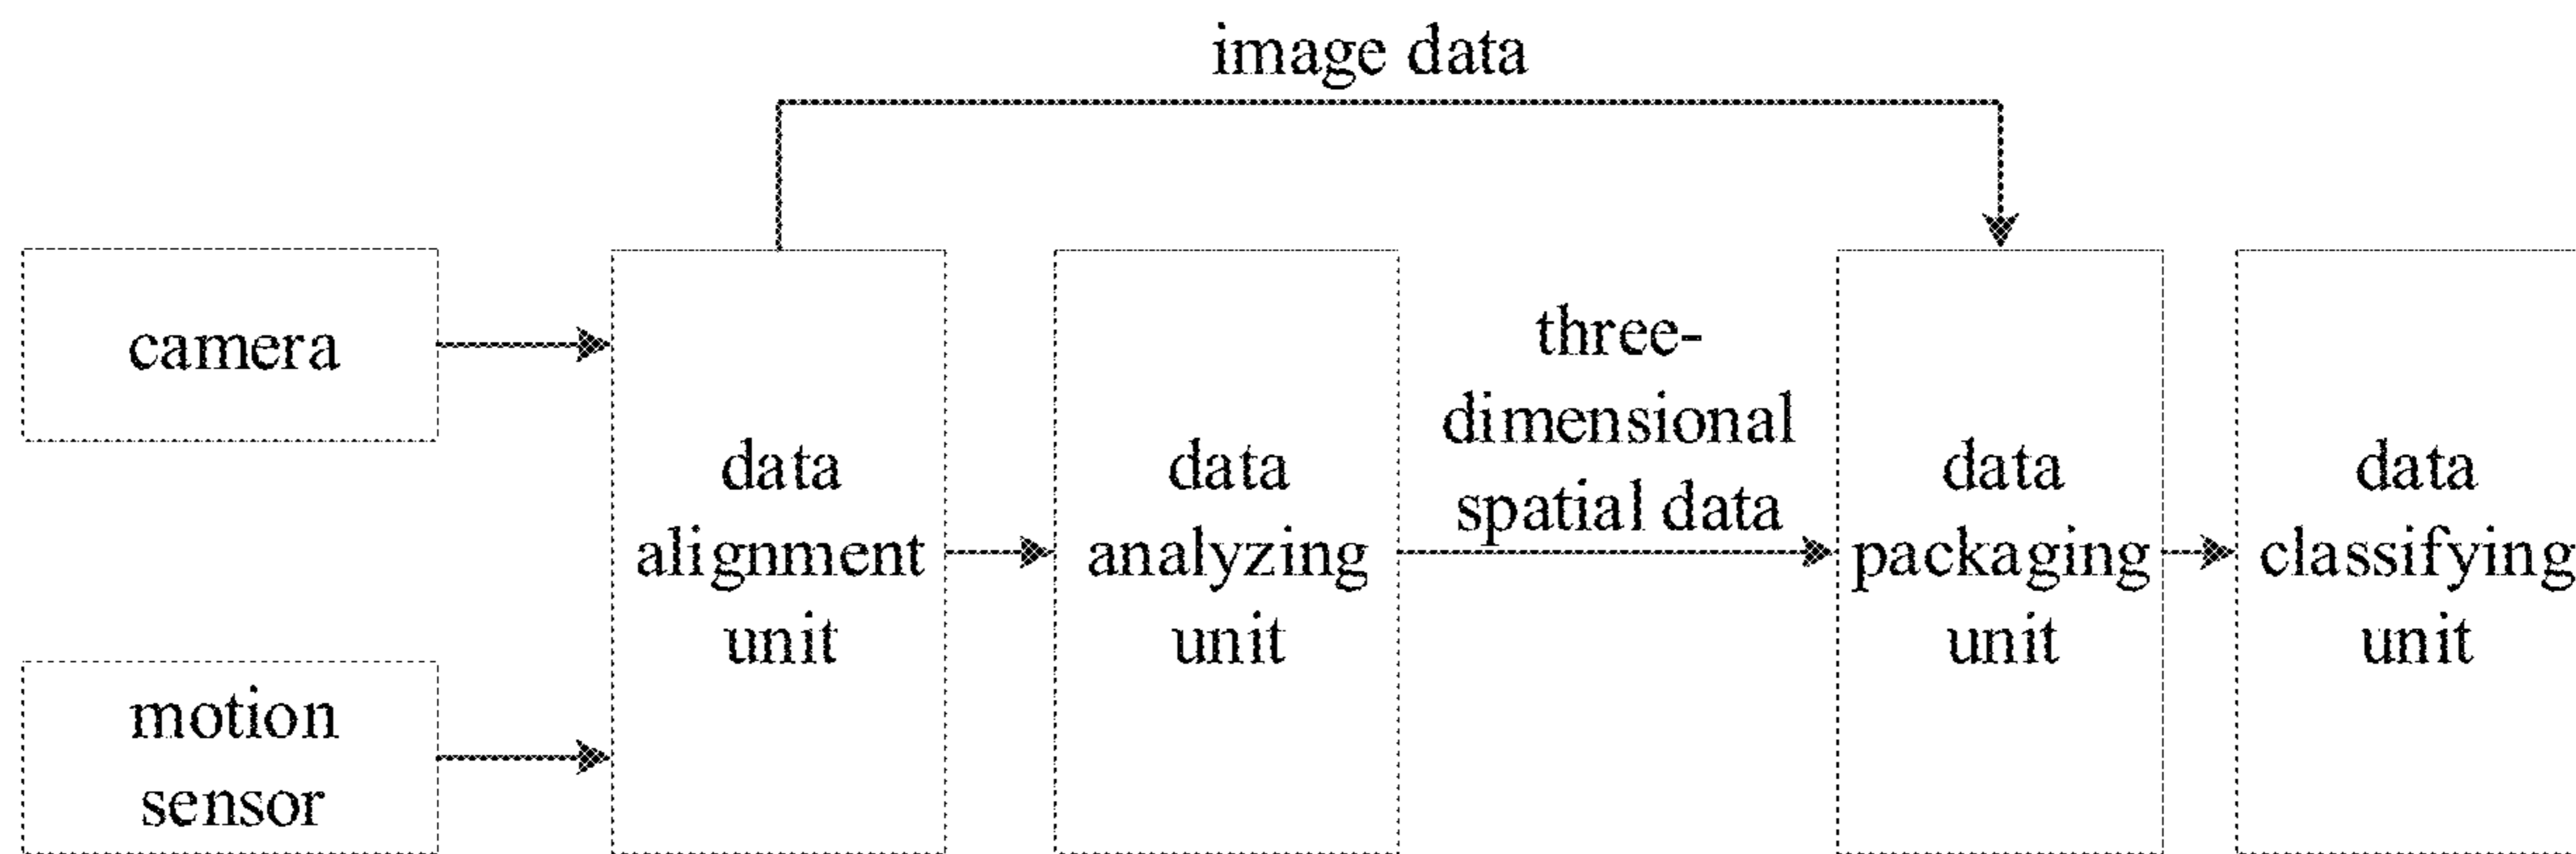 image data
camera
motion
sensor
data
alignment
unit
data
analyzing
unit
three-
dimensional
spatial data
data
packaging
unit
data
classifying
unit